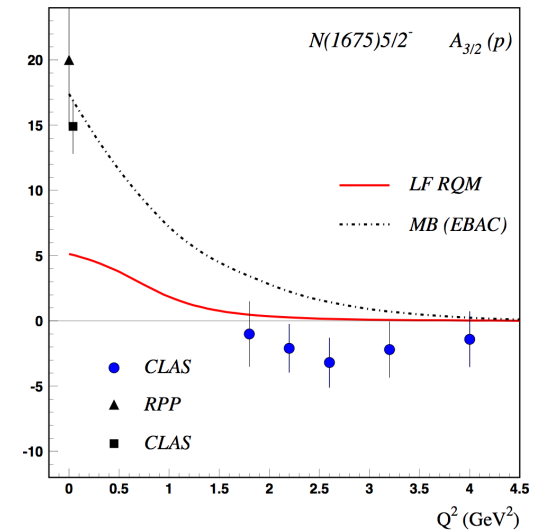 N(1675)5/2⁻ A₃/₂ (p)
20
15
10
5
0
-5
-10
LF RQM
MB (EBAC)
CLAS
RPP
CLAS
0 0.5 1 1.5 2 2.5 3 3.5 4 4.5
Q² (GeV²)